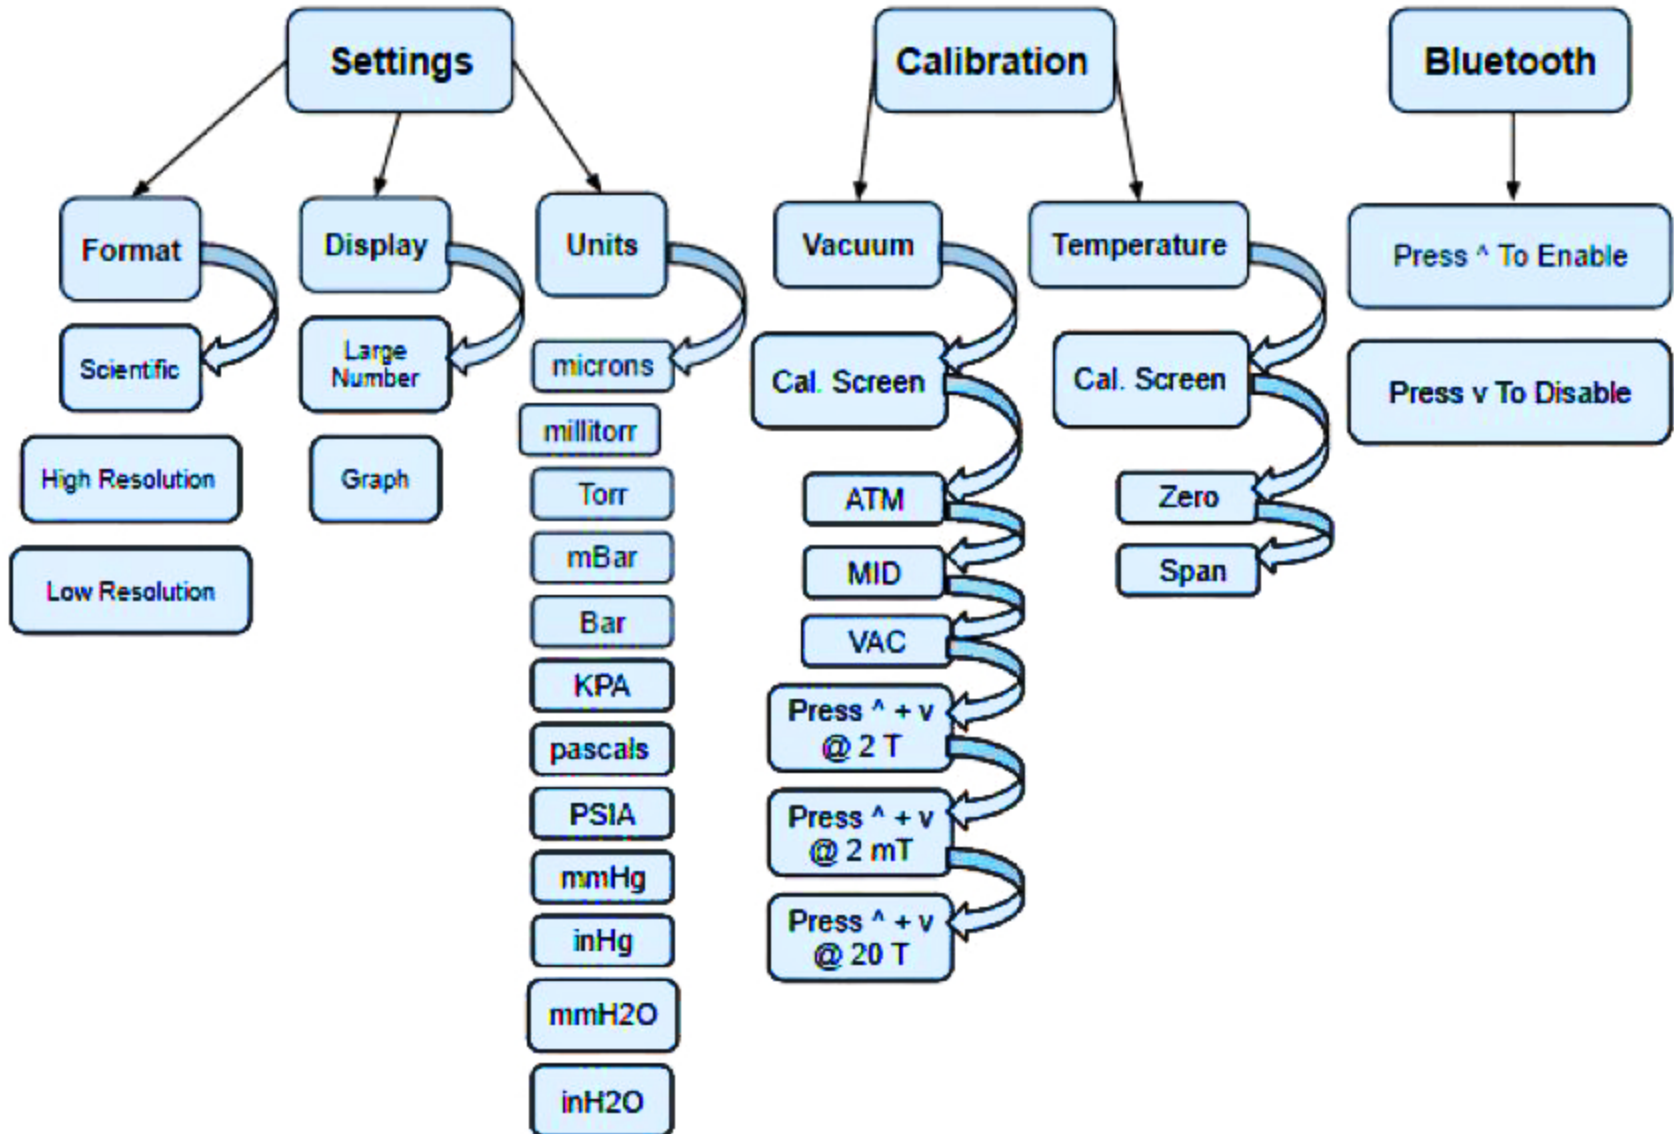 Settings
Calibration
Bluetooth
Format
Display
Units
Vacuum
Temperature
Press ^ To Enable
Scientific
Large
Number
microns
Cal. Screen
Cal. Screen
Press v To Disable
High Resolution
Graph
millitorr
Torr
ATM
Zero
Low Resolution
mBar
MID
Span
Bar
VAC
KPA
Press ^ + v
@ 2 T
pascals
PSIA
Press ^ + v
@ 2 mT
mmHg
inHg
Press ^ + v
@ 20 T
mmH2O
inH2O